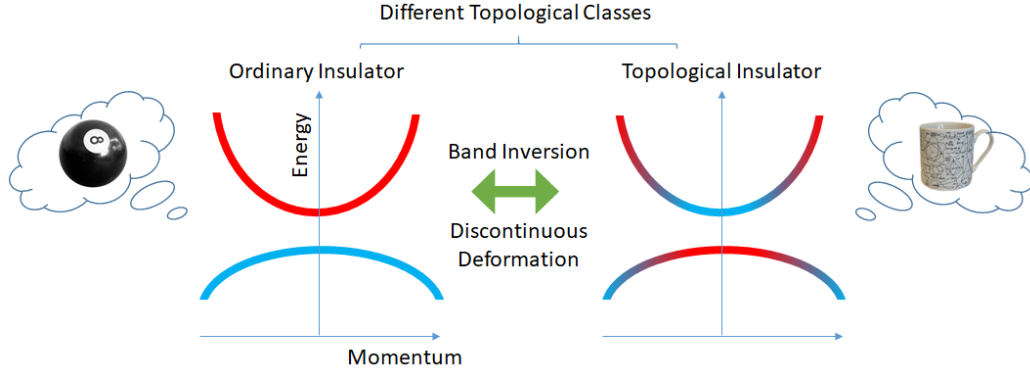 Different Topological Classes
Ordinary Insulator
Topological Insulator
Energy
8
Band Inversion
Discontinuous
Deformation
Momentum